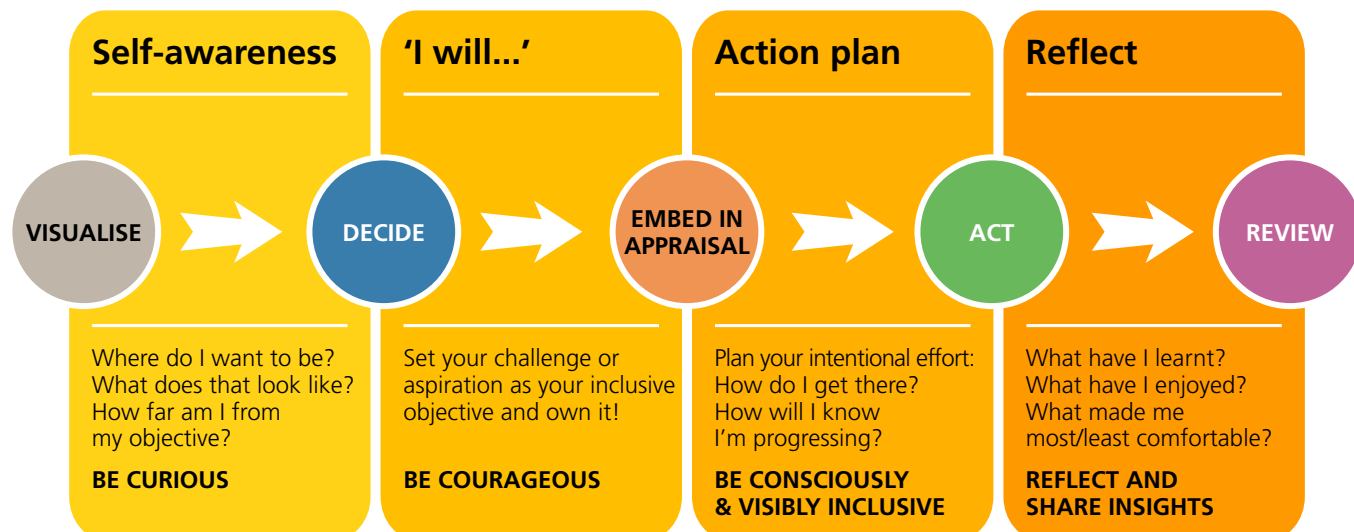 Self-awareness
'I will...'
Action plan
Reflect
VISUALISE
DECIDE
EMBED IN
APPRAISAL
ACT
REVIEW
Where do I want to be?
What does that look like?
How far am I from
my objective?
BE CURIOUS
Set your challenge or
aspiration as your inclusive
objective and own it!
BE COURAGEOUS
Plan your intentional effort:
How do I get there?
How will I know
I'm progressing?
BE CONSCIOUSLY
& VISIBLY INCLUSIVE
What have I learnt?
What have I enjoyed?
What made me
most/least comfortable?
REFLECT AND
SHARE INSIGHTS